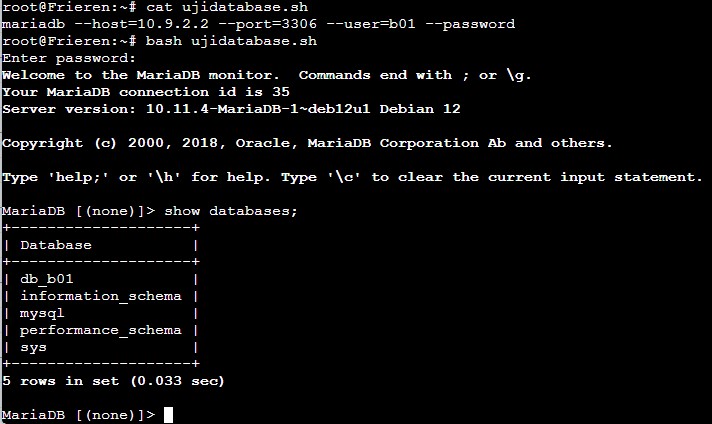 root@Frieren:~# cat ujidatabase.sh
mariadb --host=10.9.2.2 --port=3306 --user=b01 --password
root@Frieren:~# bash ujidatabase.sh
Enter password:
Welcome to the MariaDB monitor.  Commands end with ; or \g.
Your MariaDB connection id is 35
Server version: 10.11.4-MariaDB-1~deb12u1 Debian 12

Copyright (c) 2000, 2018, Oracle, MariaDB Corporation Ab and others.

Type 'help;' or '\h' for help. Type '\c' to clear the current input statement.

MariaDB [(none)]> show databases;
+--------------------+
| Database           |
+--------------------+
| db_b01             |
| information_schema |
| mysql              |
| performance_schema |
| sys                |
+--------------------+
5 rows in set (0.033 sec)

MariaDB [(none)]>